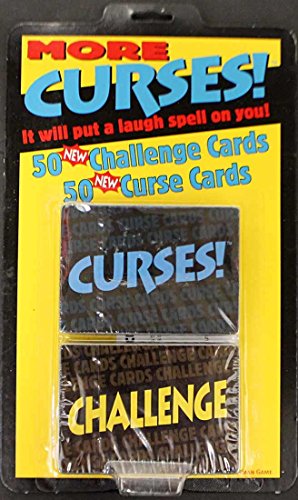 MORE
CURSES!
It will put a laugh spell on you!
50 NEW Challenge Cards
50 NEW Curse Cards
CURSES!
CHALLENGE